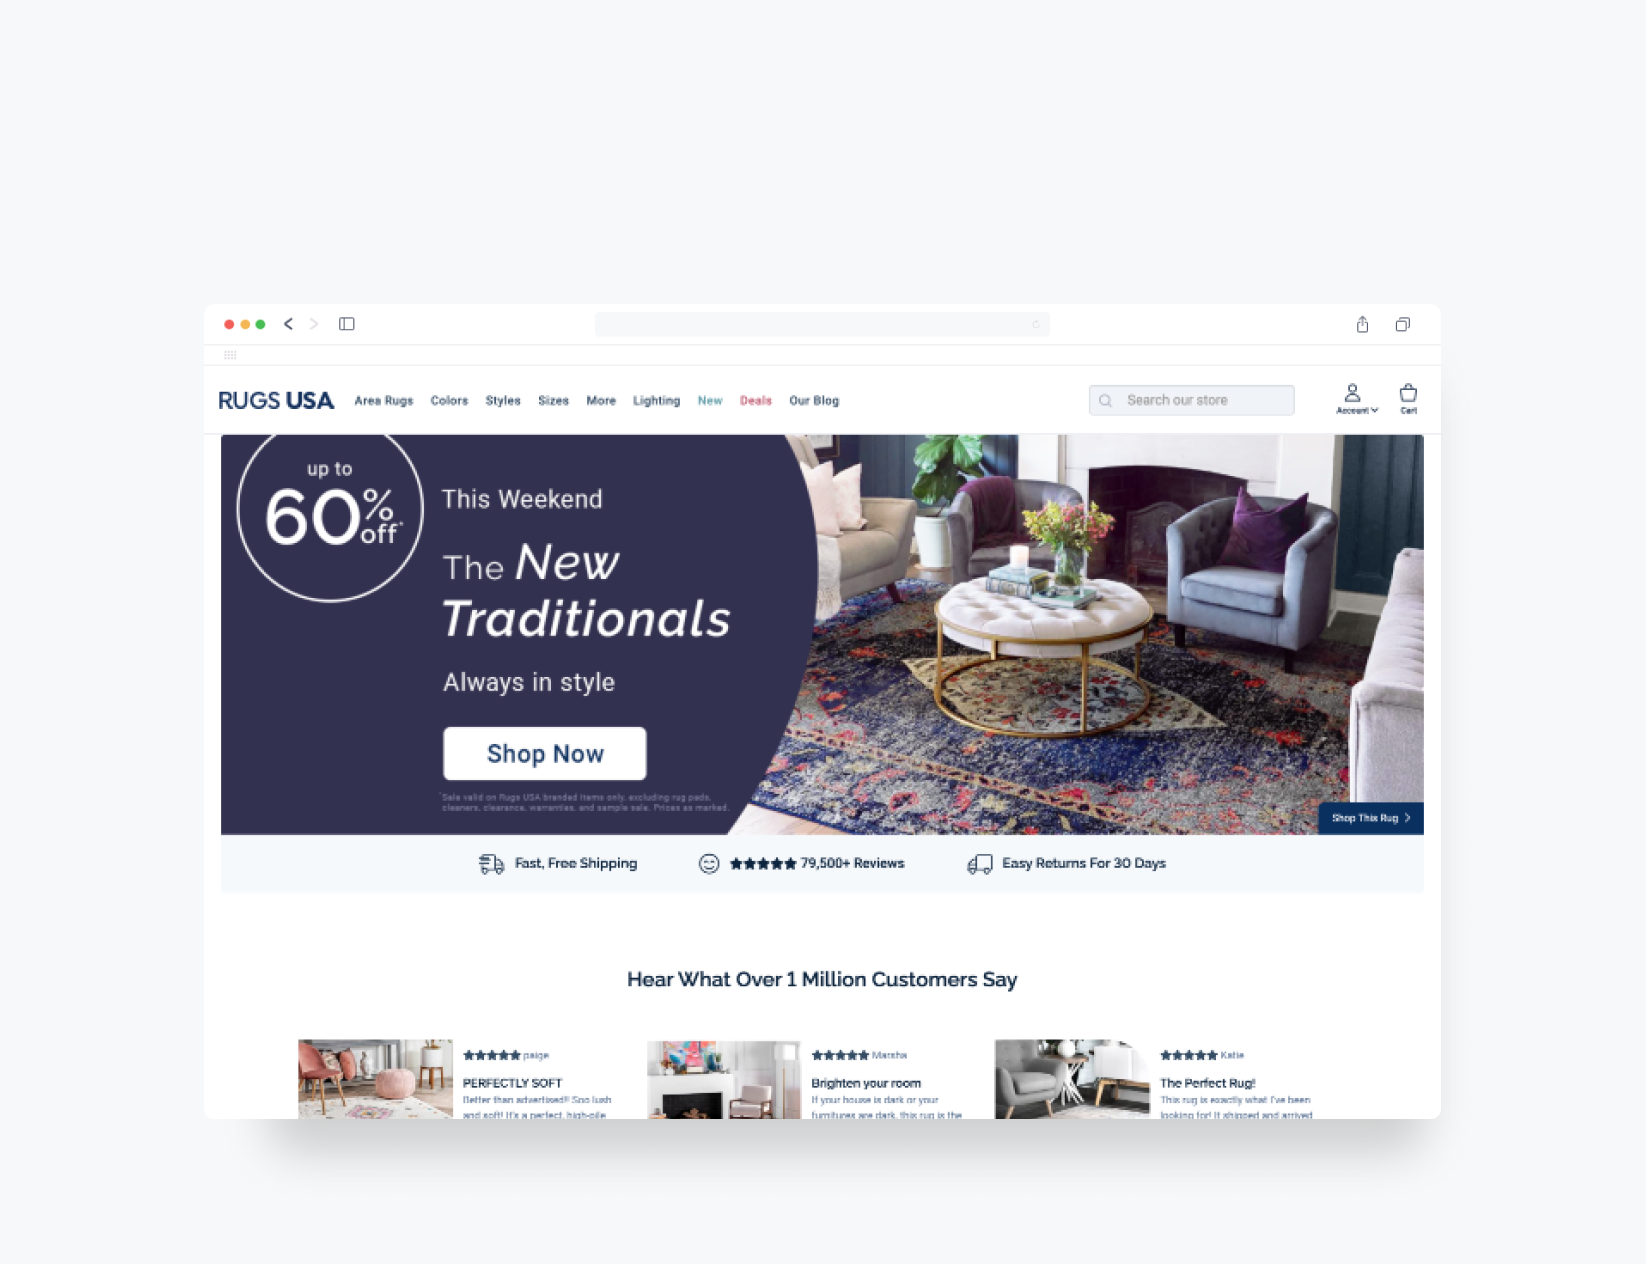 RUGS USA
Area Rugs Colors Styles Sizes More Lighting New Deals Our Blog
Search our store
Account
Cart
up to
60%
off*
This Weekend
The New
Traditionals
Always in style
Shop Now
*Sale valid on Rugs USA branded items only, excluding rug pads,
cleaners, clearance, warranties, and sample sale. Prices as marked.
Shop This Rug
Fast, Free Shipping
79,500+ Reviews
Easy Returns For 30 Days
Hear What Over 1 Million Customers Say
paige
PERFECTLY SOFT
Better than advertised!! Soo lush
and soft! It's a perfect, high-pile
Marsha
Brighten your room
If your house is dark or your
furnitures are dark, this rug is the
Katie
The Perfect Rug!
This rug is exactly what I've been
looking for! It shipped and arrived